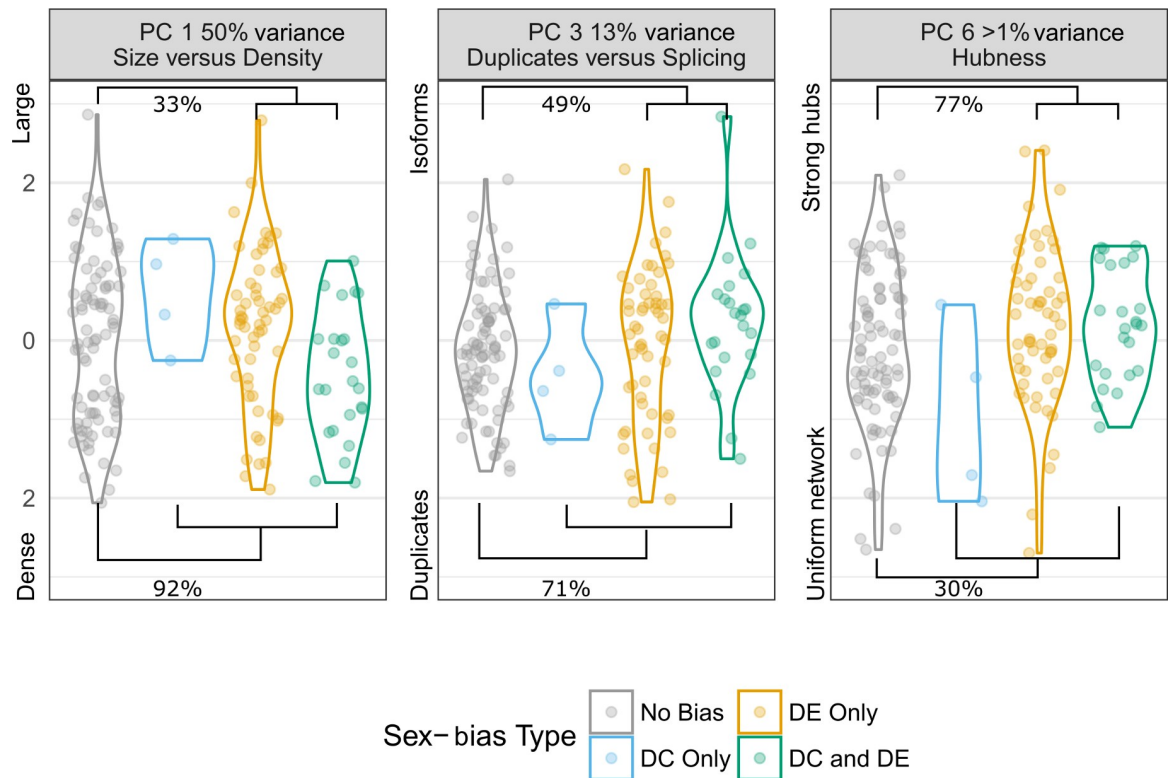 PC 1 50% variance
Size versus Density
PC 3 13% variance
Duplicates versus Splicing
PC 6 >1% variance
Hubness
Large
Dense
2
0
2
33%
92%
Isoforms
Duplicates
49%
71%
Strong hubs
Uniform network
77%
30%
Sex-bias Type
No Bias
DE Only
DC Only
DC and DE